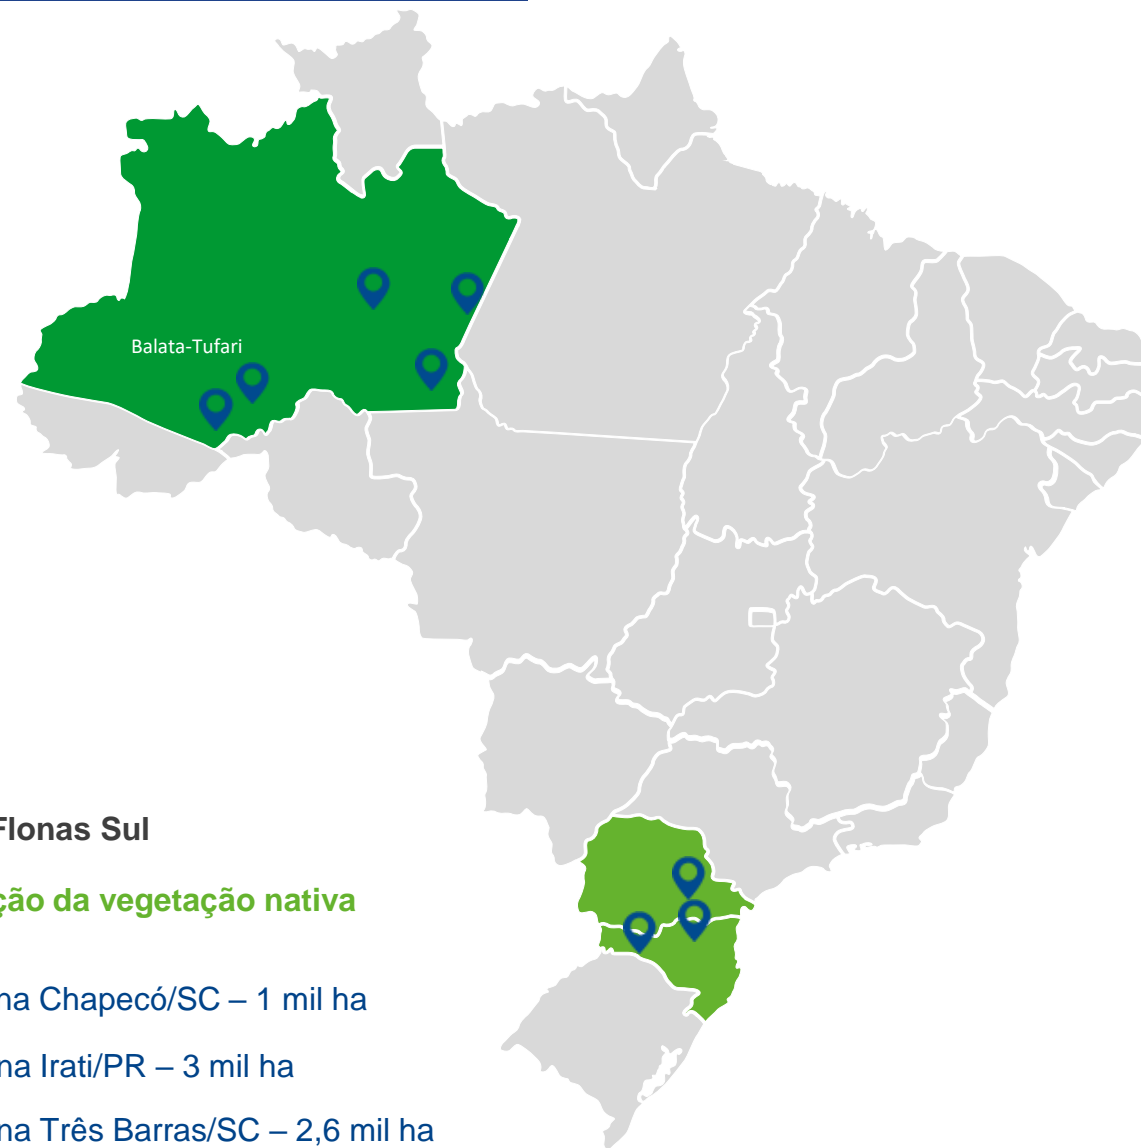 Balata-Tufari
Flonas Sul
ção da vegetação nativa
na Chapecó/SC – 1 mil ha
na Irati/PR – 3 mil ha
na Três Barras/SC – 2,6 mil ha